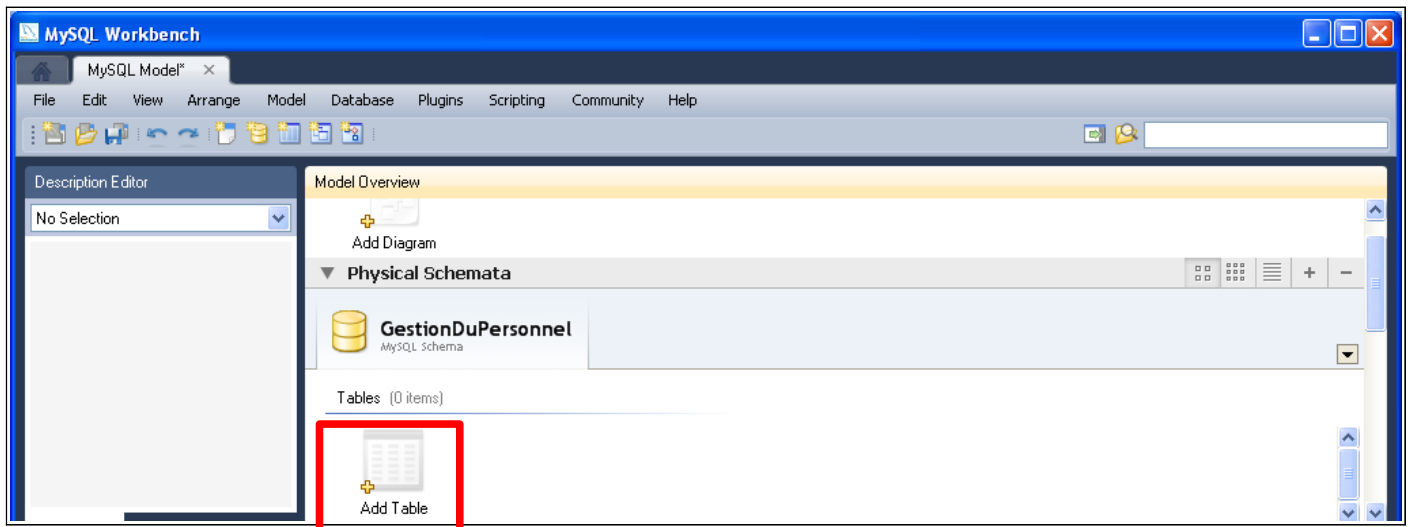 MySQL Workbench
MySQL Model* ×
File Edit View Arrange Model Database Plugins Scripting Community Help
Description Editor
Model Overview
No Selection
Add Diagram
Physical Schemata
GestionDuPersonnel
MySQL Schema
Tables (0 items)
Add Table